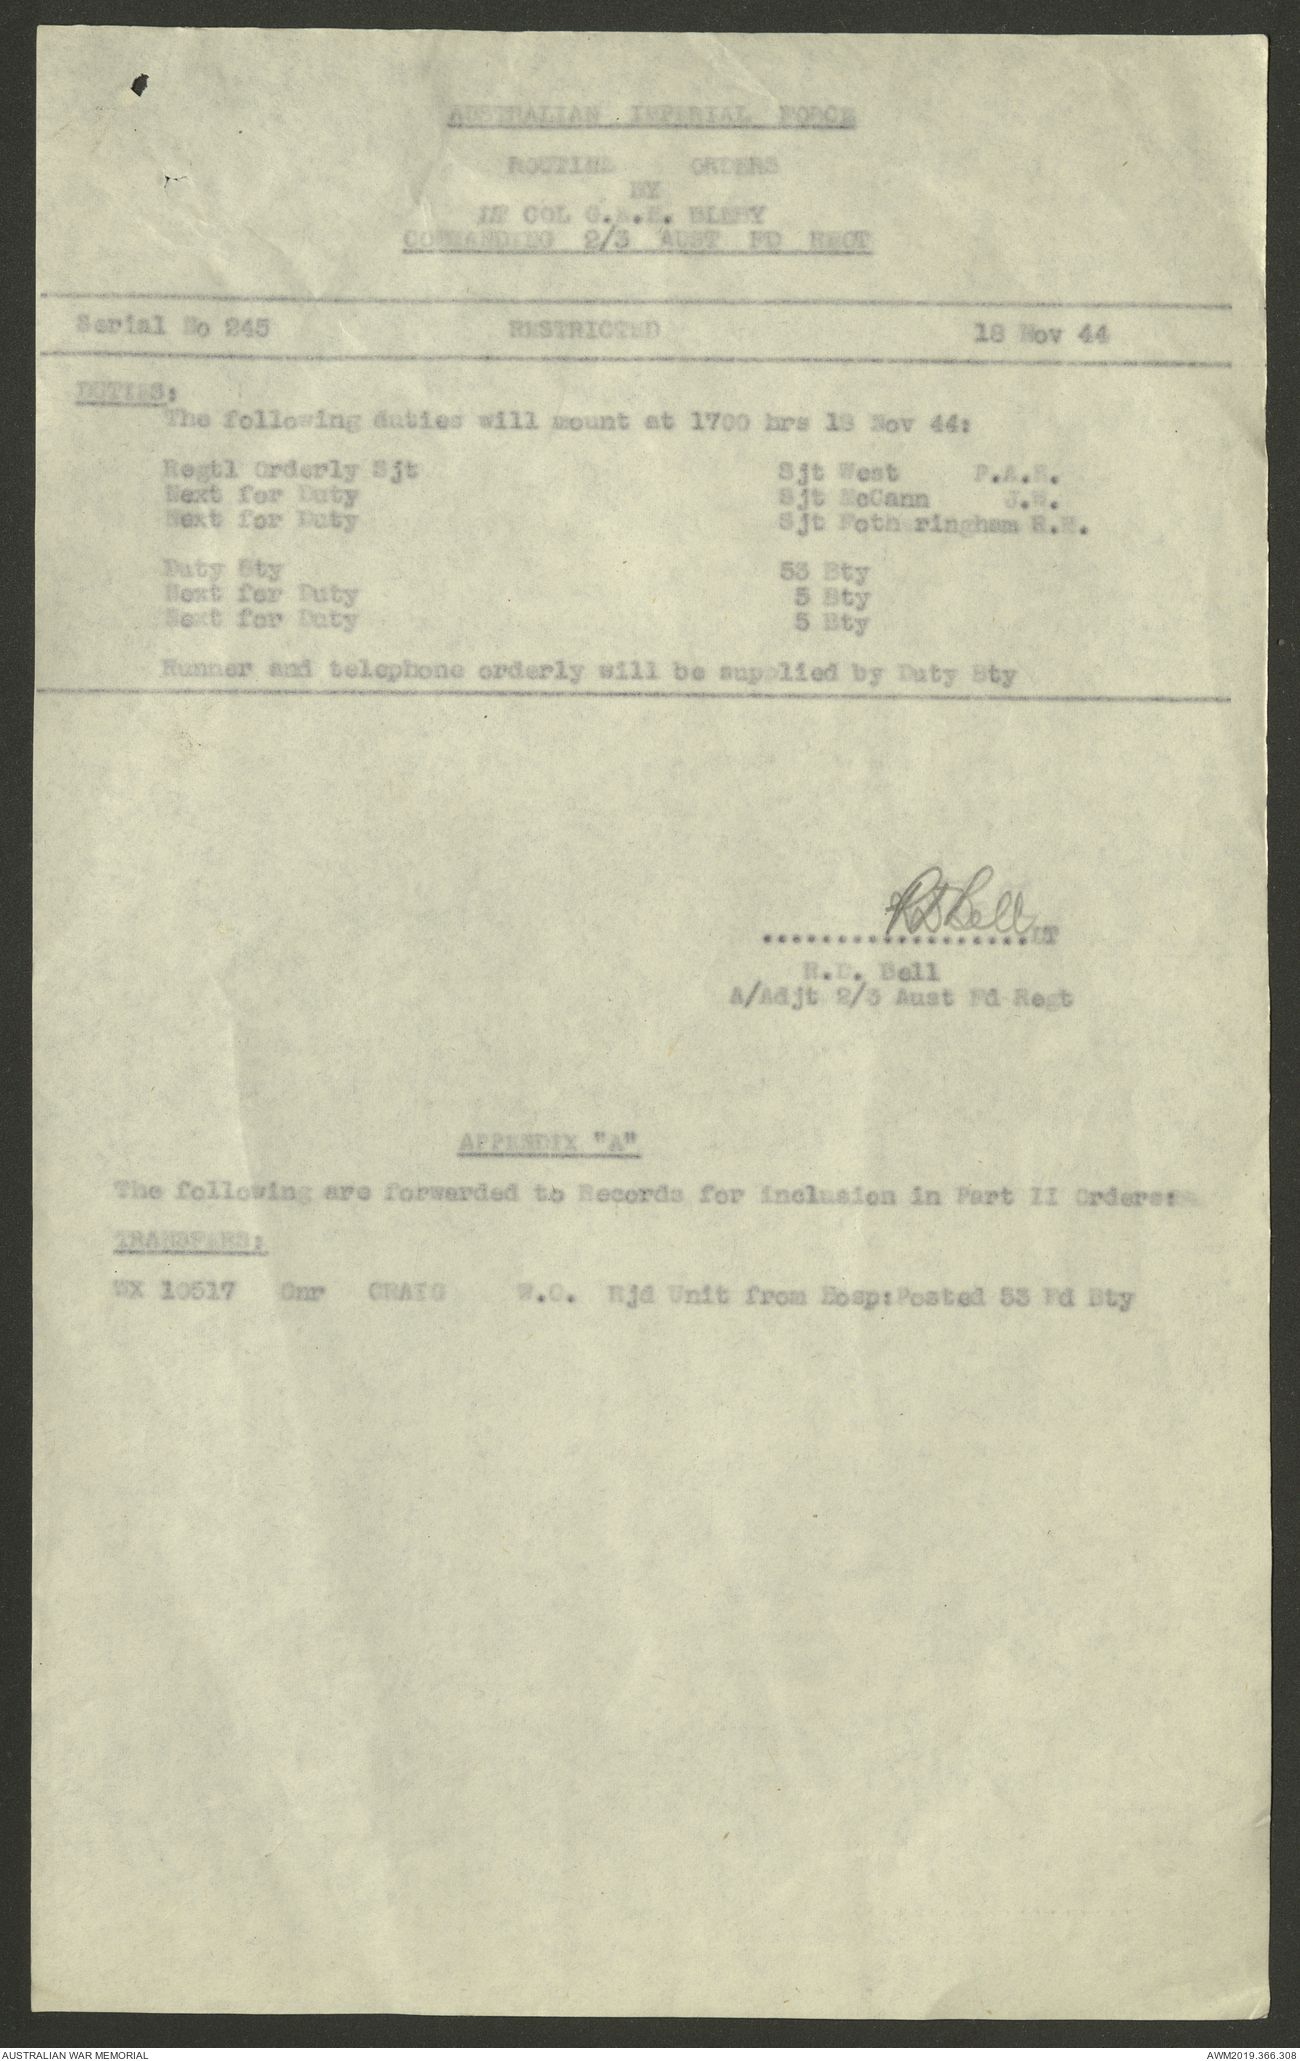 AUSTRALIAN IMPERIAL FORCE
ROUTINE ORDERS
BY
LT COL G.E.H. BLEBY
COMMANDING 2/3 AUST FD REGT
Serial No 245 RESTRICTED 18 Nov 44
DUTIES:
The following duties will mount at 1700 hrs 18 Nov 44:
Regtl Orderly Sjt Sjt West F.A.R.
Next for Duty Sjt McCann J.W.
Next for Duty Sjt Fotheringham
Duty Bty 53 Bty
Next for Duty 5 Bty
Next for Duty 5 Bty
Runner and telephone orderly will be supplied by Duty Bty
RDBell
..................LT
R.D. Bell
A/Adjt 2/3 Aust Fd Regt
APPENDIX "A"
The following are forwarded to Records for inclusion in Part II Orders:
TRANSFERS:
WX 10517 Gnr CRAIG W.O. Rjd Unit from Hosp:Posted 53 Fd Bty
AUSTRALIAN WAR MEMORIAL AWM2019.366.308